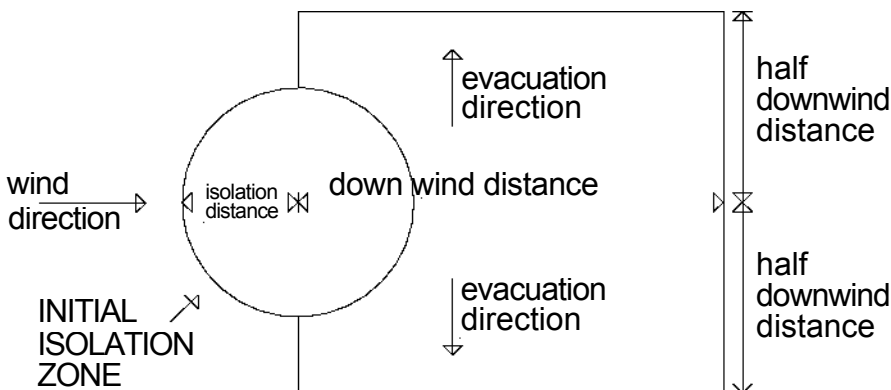 evacuation
direction
half
downwind
distance
wind
direction
isolation
distance
down wind distance
INITIAL
ISOLATION
ZONE
evacuation
direction
half
downwind
distance